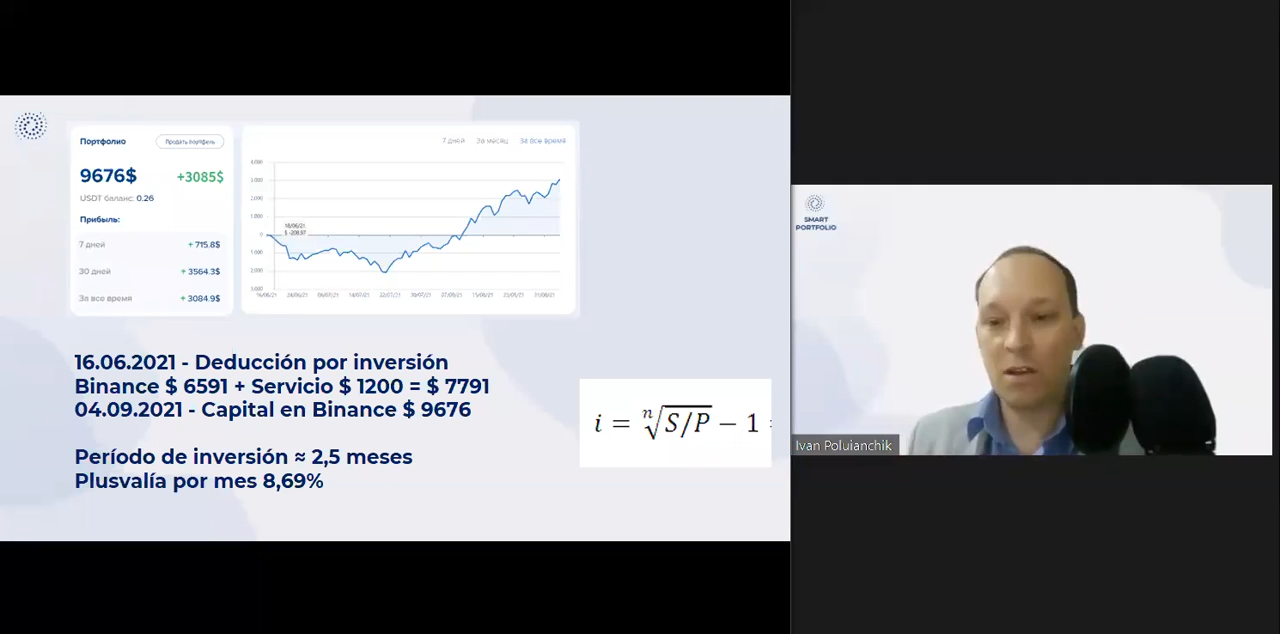 Портфолио
Продать портфель
9676$ +3085$
USDT баланс: 0.26
Прибыль:
7 дней + 715.8$
30 дней + 3564.3$
За все время + 3084.9$
7 дней За месяц За все время
16.06.2021 - Deducción por inversión
Binance $ 6591 + Servicio $ 1200 = $ 7791
04.09.2021 - Capital en Binance $ 9676
Período de inversión ≈ 2,5 meses
Plusvalía por mes 8,69%
i = ⁿ√S/P − 1
SMART
PORTFOLIO
Ivan Poluianchik